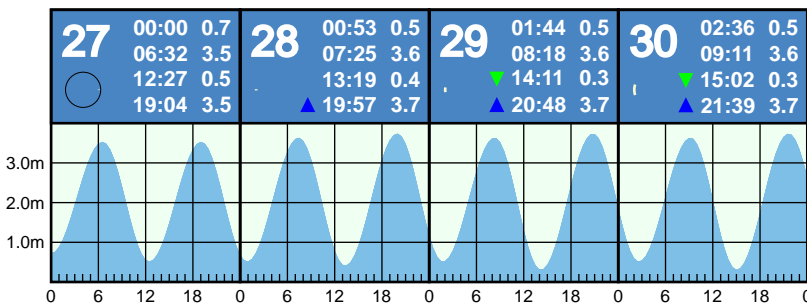 27 00:00 0.7
06:32 3.5
12:27 0.5
19:04 3.5
28 00:53 0.5
07:25 3.6
13:19 0.4
▲ 19:57 3.7
29 01:44 0.5
08:18 3.6
▼ 14:11 0.3
▲ 20:48 3.7
30 02:36 0.5
09:11 3.6
▼ 15:02 0.3
▲ 21:39 3.7
3.0m
2.0m
1.0m
0 6 12 18 0 6 12 18 0 6 12 18 0 6 12 18 0